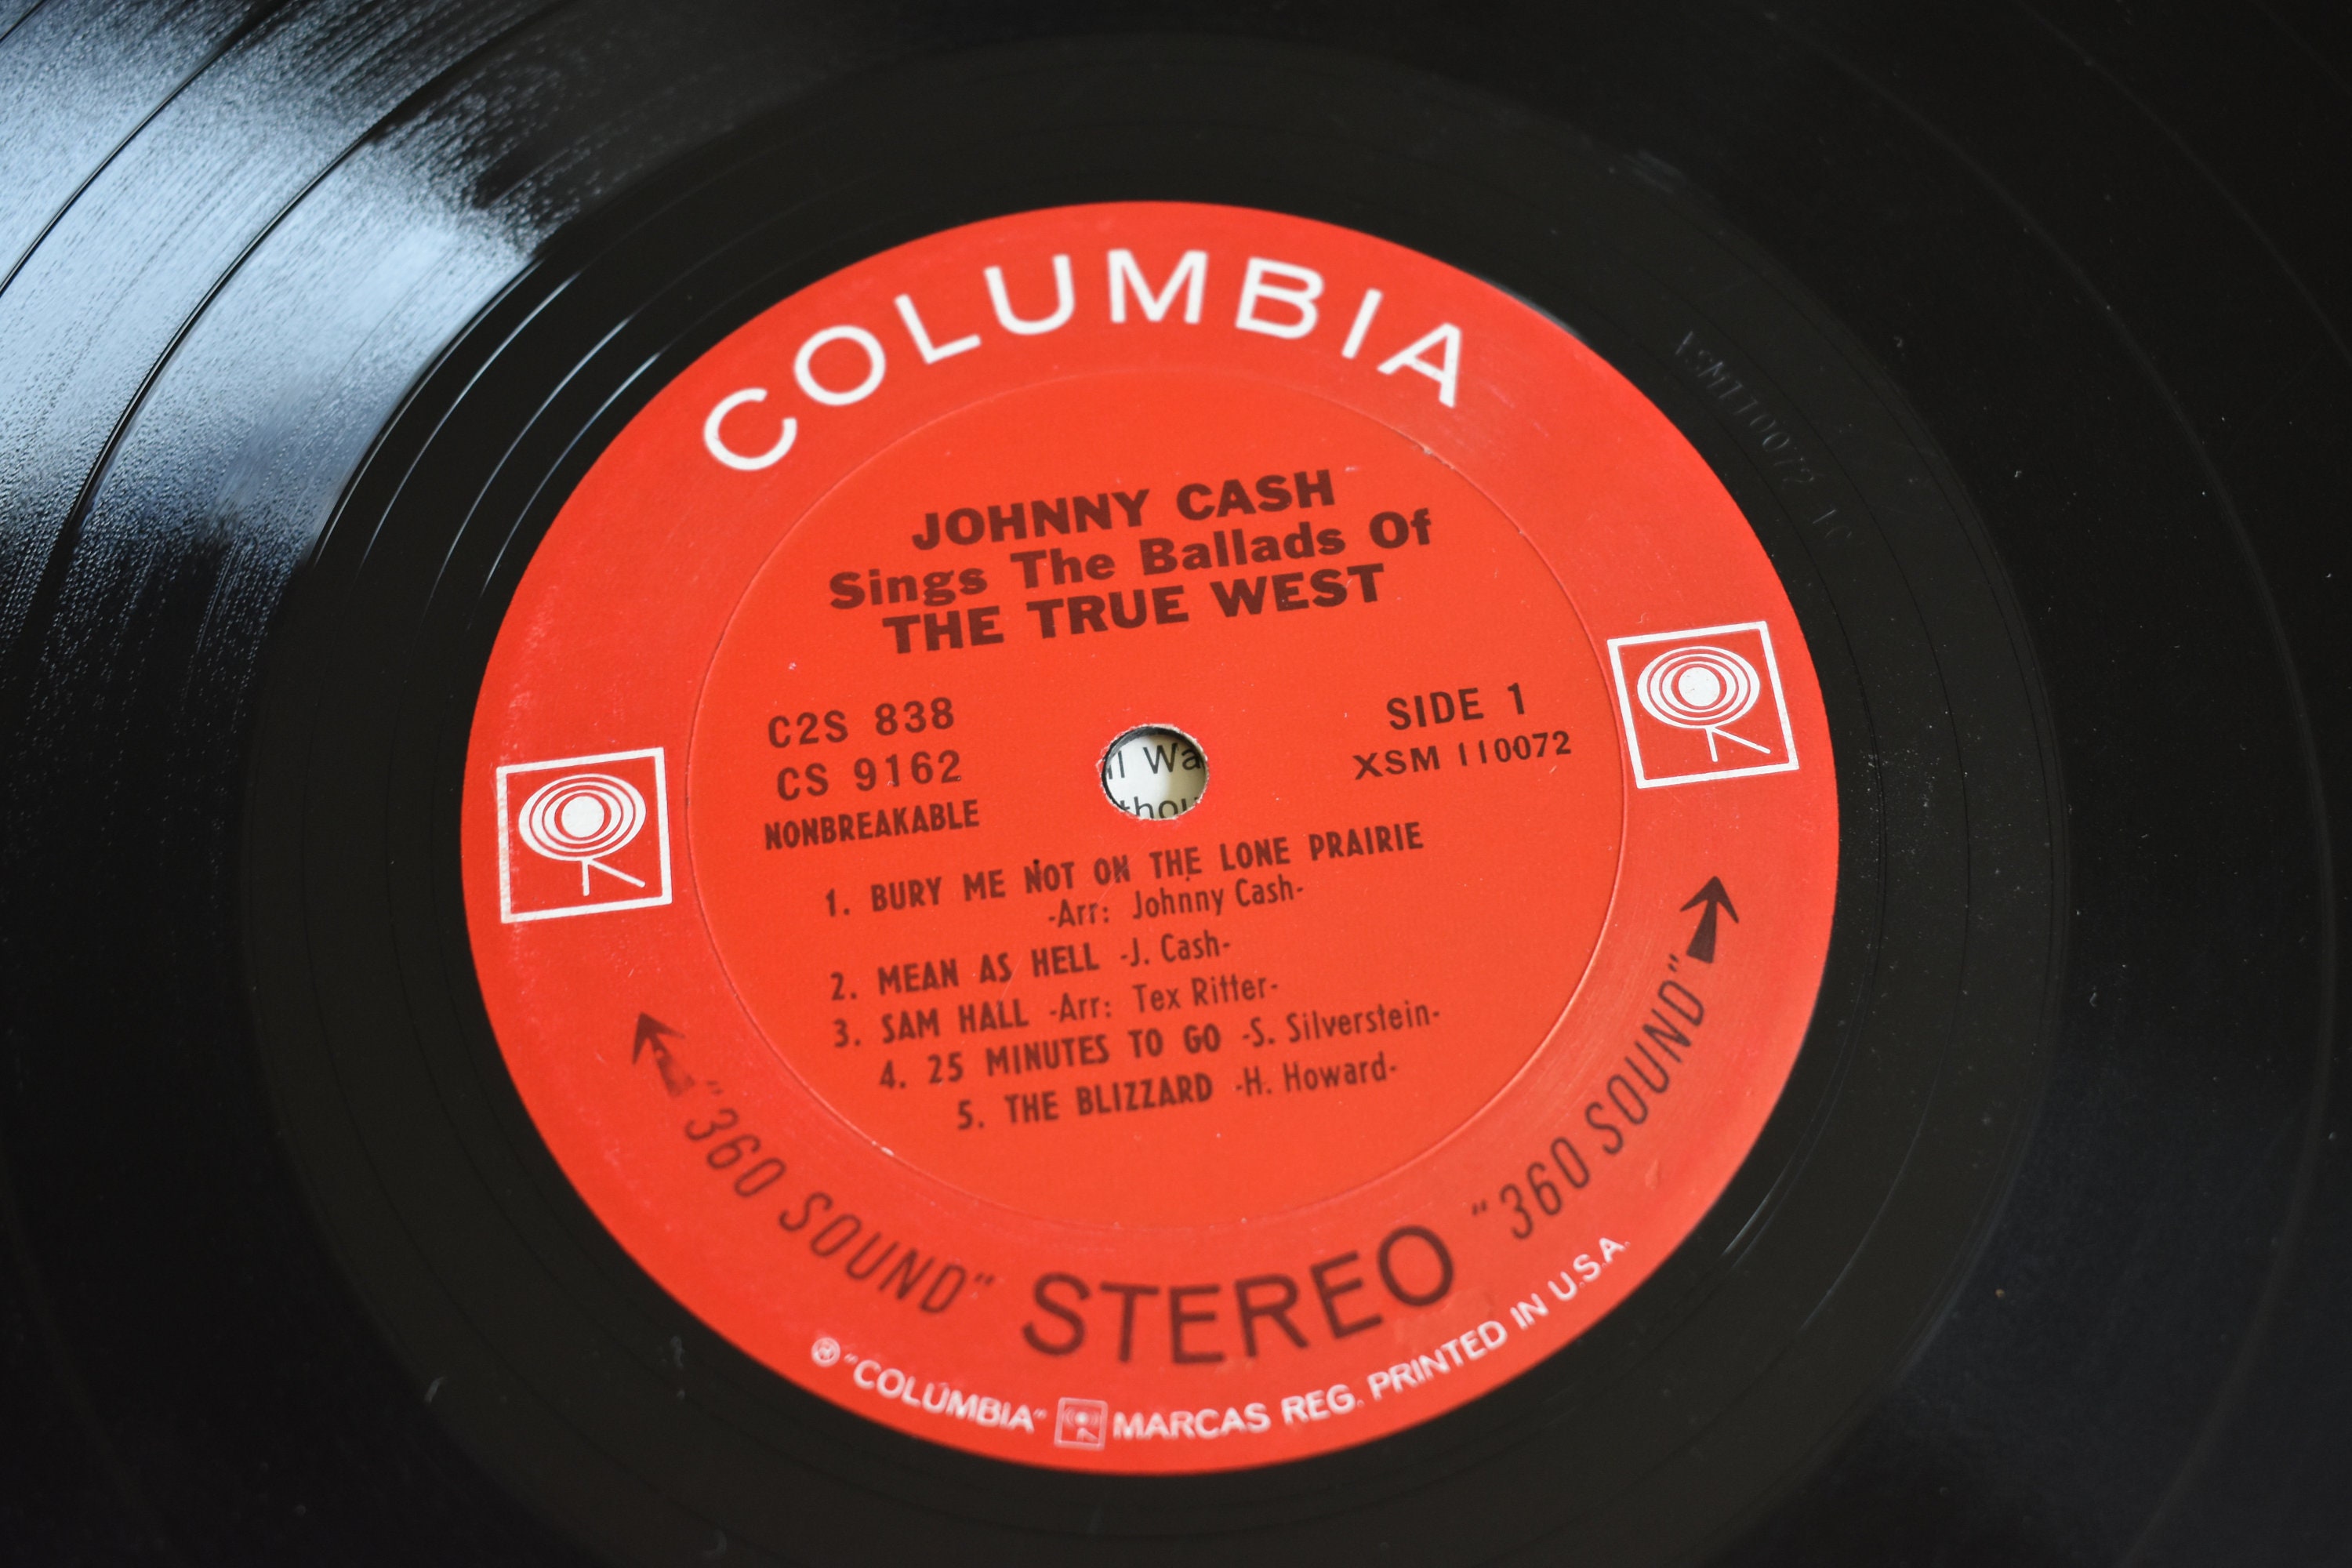 COLUMBIA
JOHNNY CASH
Sings The Ballads Of
THE TRUE WEST
C2S 838
CS 9162
NONBREAKABLE
SIDE 1
XSM 110072
1. BURY ME NOT ON THE LONE PRAIRIE
-Arr: Johnny Cash-
2. MEAN AS HELL -J. Cash-
3. SAM HALL -Arr: Tex Ritter-
4. 25 MINUTES TO GO -S. Silverstein-
5. THE BLIZZARD -H. Howard-
"360 SOUND" STEREO "360 SOUND"
"COLUMBIA" MARCAS REG. PRINTED IN U.S.A.
XSM110072